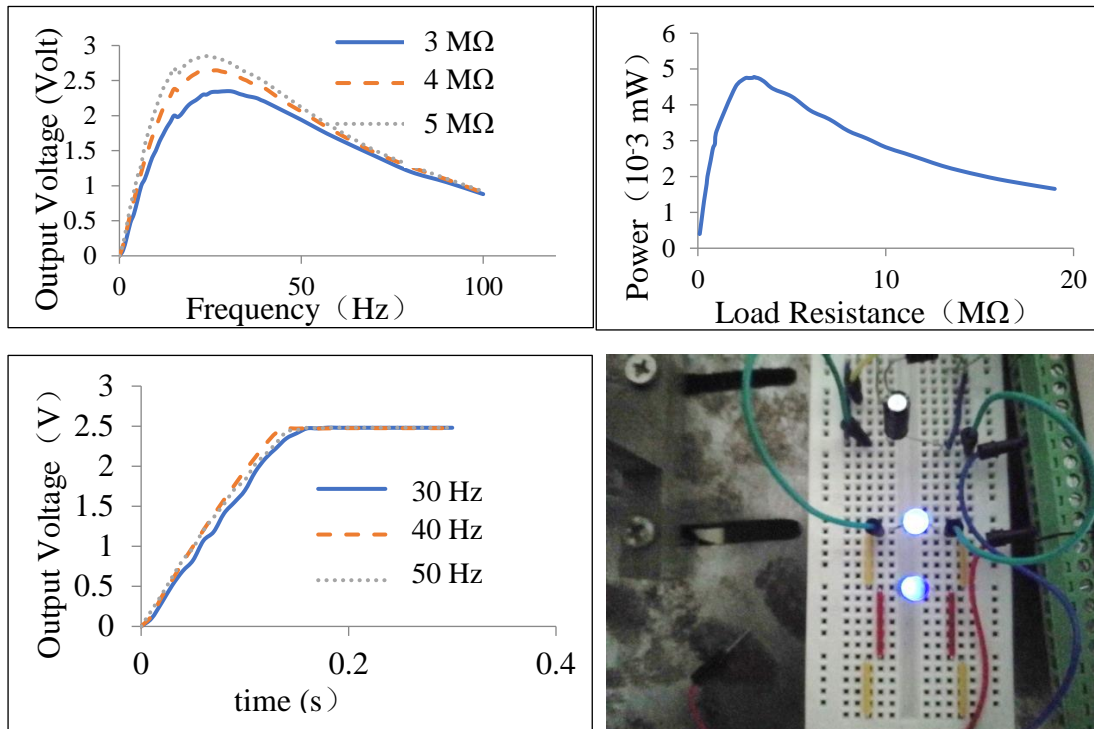 3
2.5
2
1.5
1
0.5
0
Output Voltage (Volt)
3 MΩ
4 MΩ
5 MΩ
0
50
100
Frequency（Hz）
6
5
4
3
2
1
0
Power（10-3 mW）
0
10
20
Load Resistance（MΩ）
3
2.5
2
1.5
1
0.5
0
Output Voltage（V）
30 Hz
40 Hz
50 Hz
0
0.2
0.4
time (s）